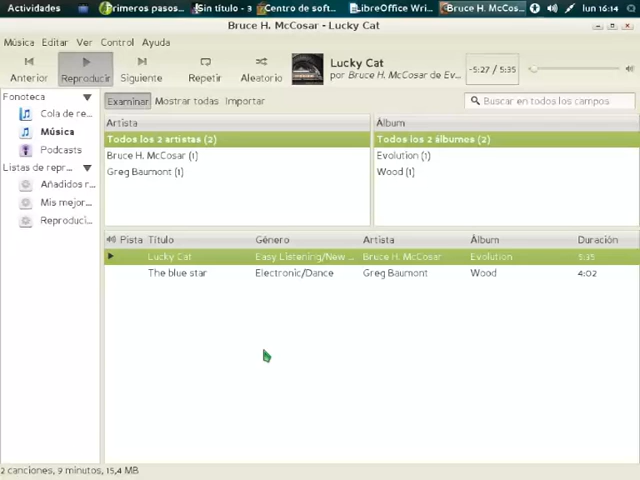 Actividades Primeros pasos... Sin título - 3 Centro de soft... LibreOffice Wri... Bruce H. McCos... lun 16:14
Bruce H. McCosar - Lucky Cat
Música Editar Ver Control Ayuda
Anterior Reproducir Siguiente Repetir Aleatorio
Lucky Cat
por Bruce H. McCosar de Ev...
-5:27 / 5:35
Fonoteca
Cola de re...
Música
Podcasts
Listas de repr...
Añadidos r...
Mis mejor...
Reproduci...
Examinar Mostrar todas Importar
Buscar en todos los campos
Artista
Todos los 2 artistas (2)
Bruce H. McCosar (1)
Greg Baumont (1)
Álbum
Todos los 2 álbumes (2)
Evolution (1)
Wood (1)
Pista Título Género Artista Álbum Duración
Lucky Cat Easy Listening/New ... Bruce H. McCosar Evolution 5:35
The blue star Electronic/Dance Greg Baumont Wood 4:02
2 canciones, 9 minutos, 15,4 MB